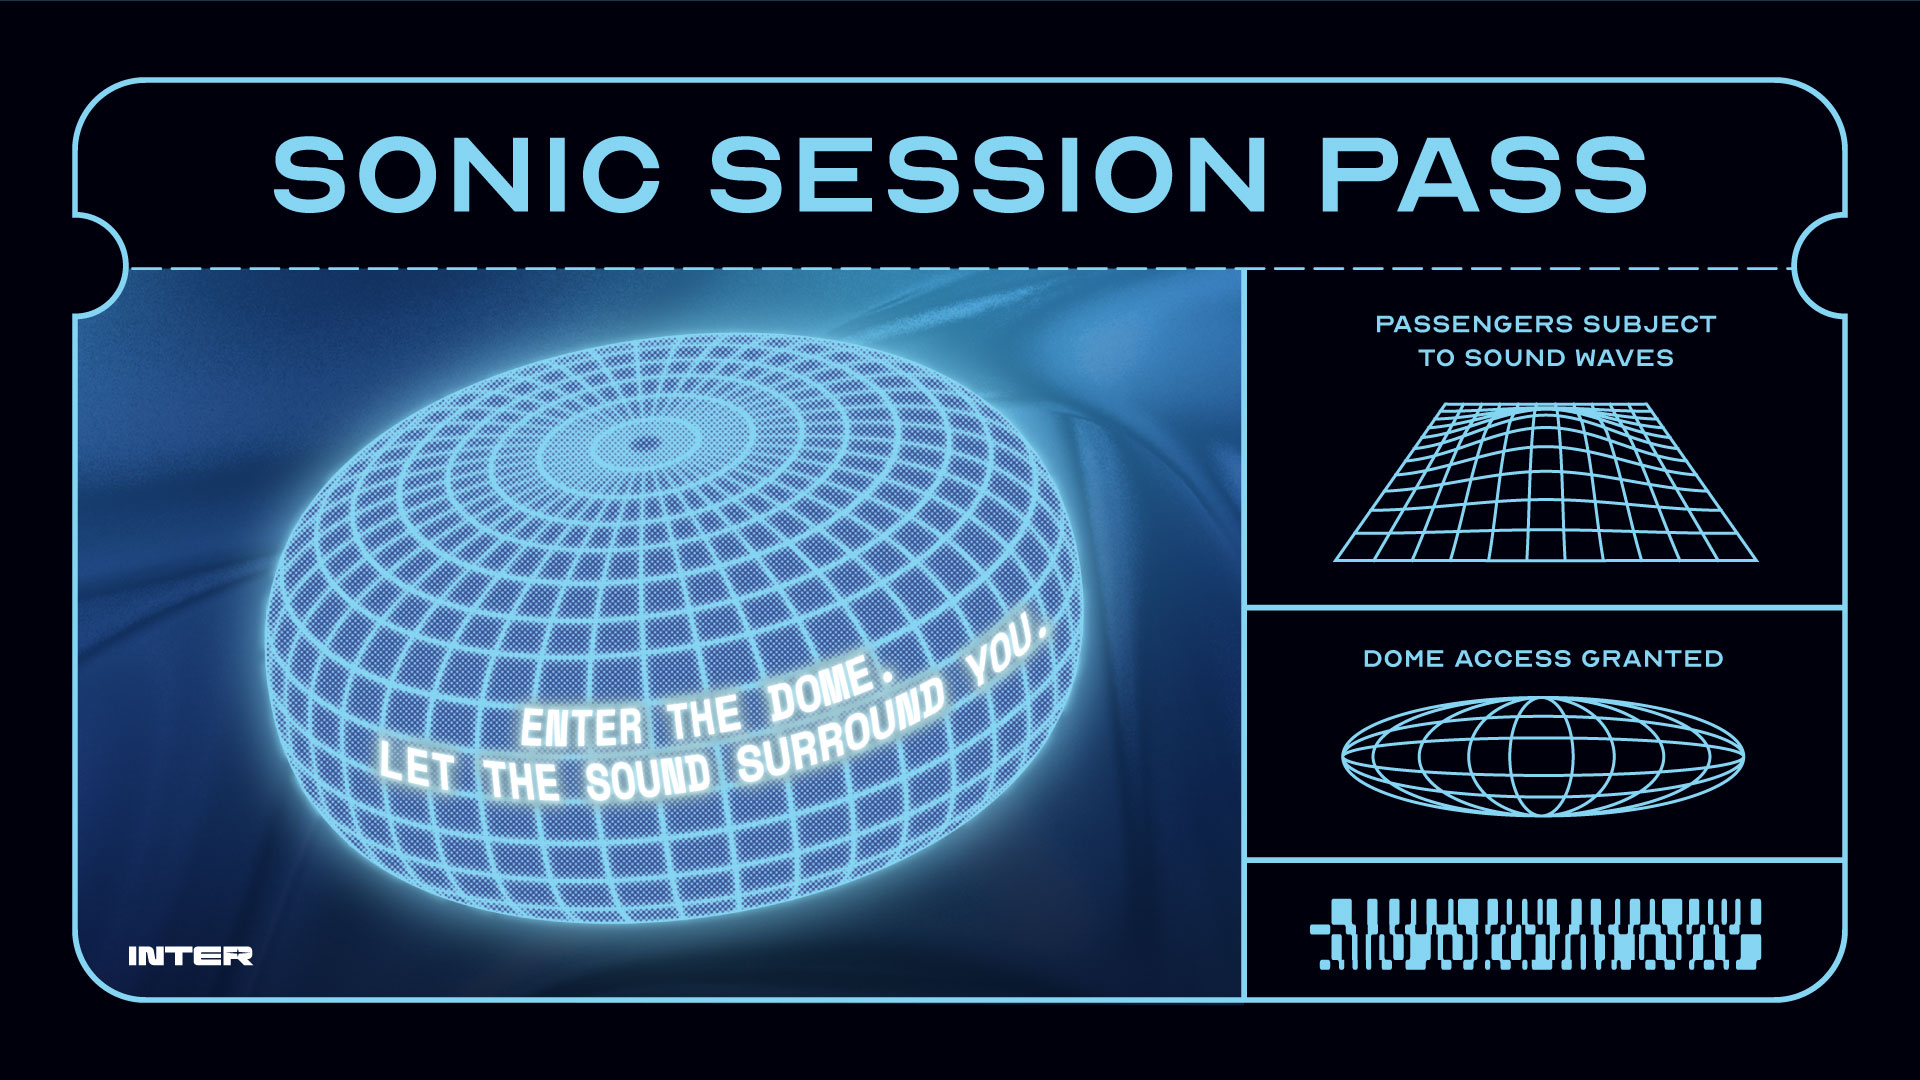 SONIC SESSION PASS
ENTER THE DOME.
LET THE SOUND SURROUND YOU.
INTER
PASSENGERS SUBJECT
TO SOUND WAVES
DOME ACCESS GRANTED